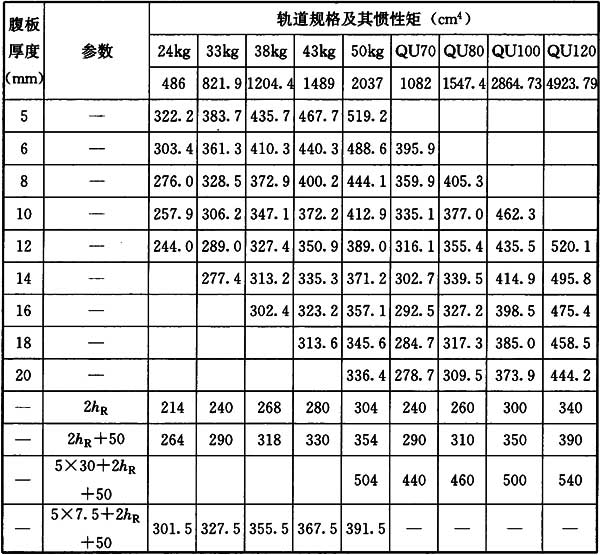 腹板厚度(mm) 参数 轨道规格及其惯性矩（cm⁴）
24kg 33kg 38kg 43kg 50kg QU70 QU80 QU100 QU120
486 821.9 1204.4 1489 2037 1082 1547.4 2864.73 4923.79
5 — 322.2 383.7 435.7 467.7 519.2
6 — 303.4 361.3 410.3 440.3 488.6 395.9
8 — 276.0 328.5 372.9 400.2 444.1 359.9 405.3
10 — 257.9 306.2 347.1 372.2 412.9 335.1 377.0 462.3
12 — 244.0 289.0 327.4 350.9 389.0 316.1 355.4 435.5 520.1
14 — 277.4 313.2 335.3 371.2 302.7 339.5 414.9 495.8
16 — 302.4 323.2 357.1 292.5 327.2 398.5 475.4
18 — 313.6 345.6 284.7 317.3 385.0 458.5
20 — 336.4 278.7 309.5 373.9 444.2
— 2hR 214 240 268 280 304 240 260 300 340
— 2hR+50 264 290 318 330 354 290 310 350 390
— 5×30+2hR+50 504 440 460 500 540
— 5×7.5+2hR+50 301.5 327.5 355.5 367.5 391.5 — — — —